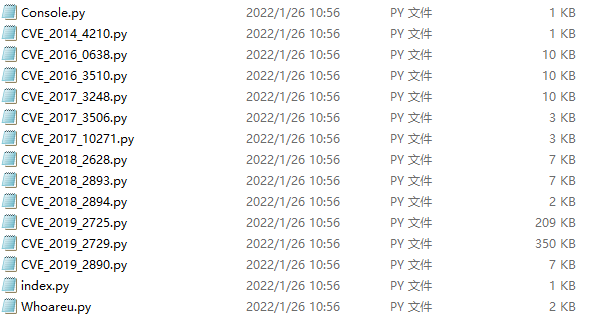 Console.py 2022/1/26 10:56 PY 文件 1 KB
CVE_2014_4210.py 2022/1/26 10:56 PY 文件 1 KB
CVE_2016_0638.py 2022/1/26 10:56 PY 文件 10 KB
CVE_2016_3510.py 2022/1/26 10:56 PY 文件 10 KB
CVE_2017_3248.py 2022/1/26 10:56 PY 文件 10 KB
CVE_2017_3506.py 2022/1/26 10:56 PY 文件 3 KB
CVE_2017_10271.py 2022/1/26 10:56 PY 文件 3 KB
CVE_2018_2628.py 2022/1/26 10:56 PY 文件 7 KB
CVE_2018_2893.py 2022/1/26 10:56 PY 文件 7 KB
CVE_2018_2894.py 2022/1/26 10:56 PY 文件 2 KB
CVE_2019_2725.py 2022/1/26 10:56 PY 文件 209 KB
CVE_2019_2729.py 2022/1/26 10:56 PY 文件 350 KB
CVE_2019_2890.py 2022/1/26 10:56 PY 文件 7 KB
index.py 2022/1/26 10:56 PY 文件 1 KB
Whoareu.py 2022/1/26 10:56 PY 文件 2 KB